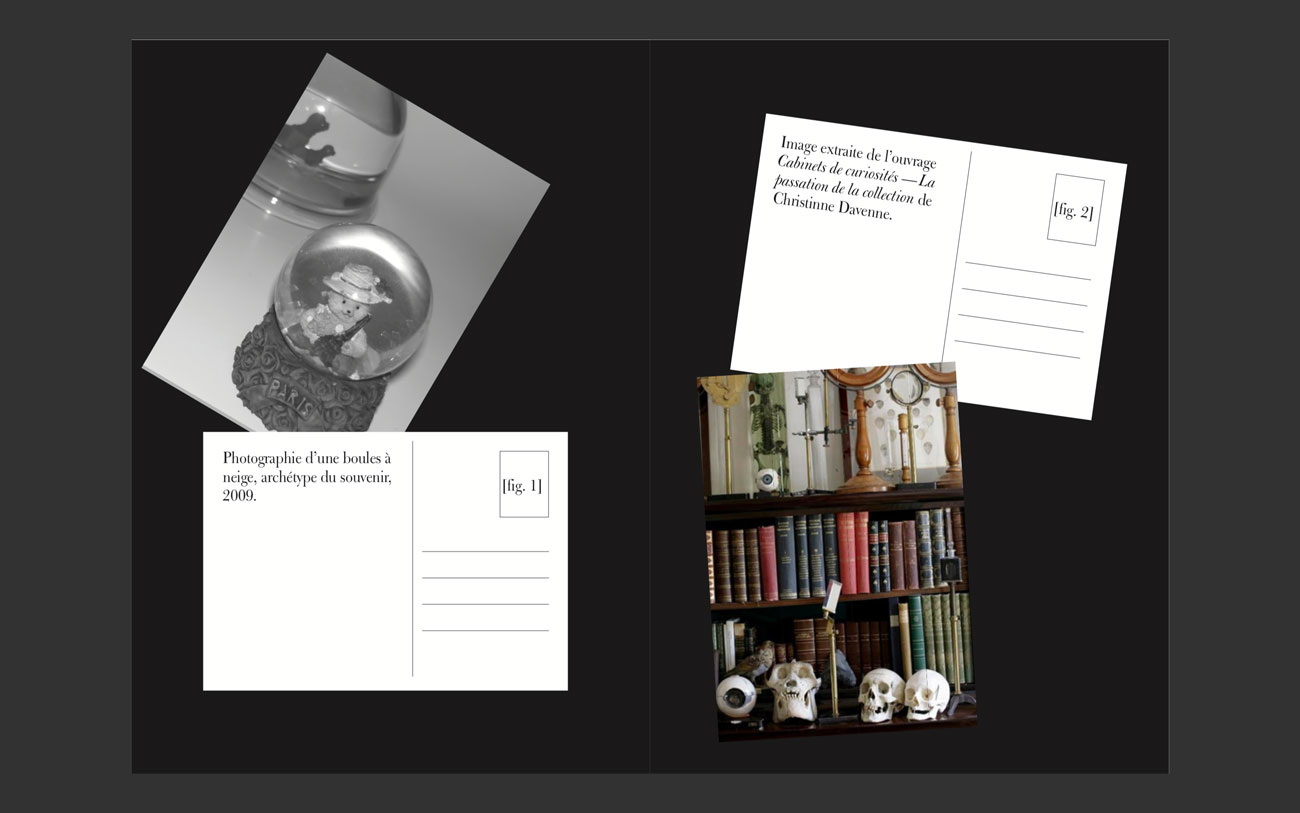 PARIS
Photographie d’une boules à
neige, archétype du souvenir,
2009.
[fig. 1]
Image extraite de l’ouvrage
Cabinets de curiosités — La
passation de la collection de
Christinne Davenne.
[fig. 2]